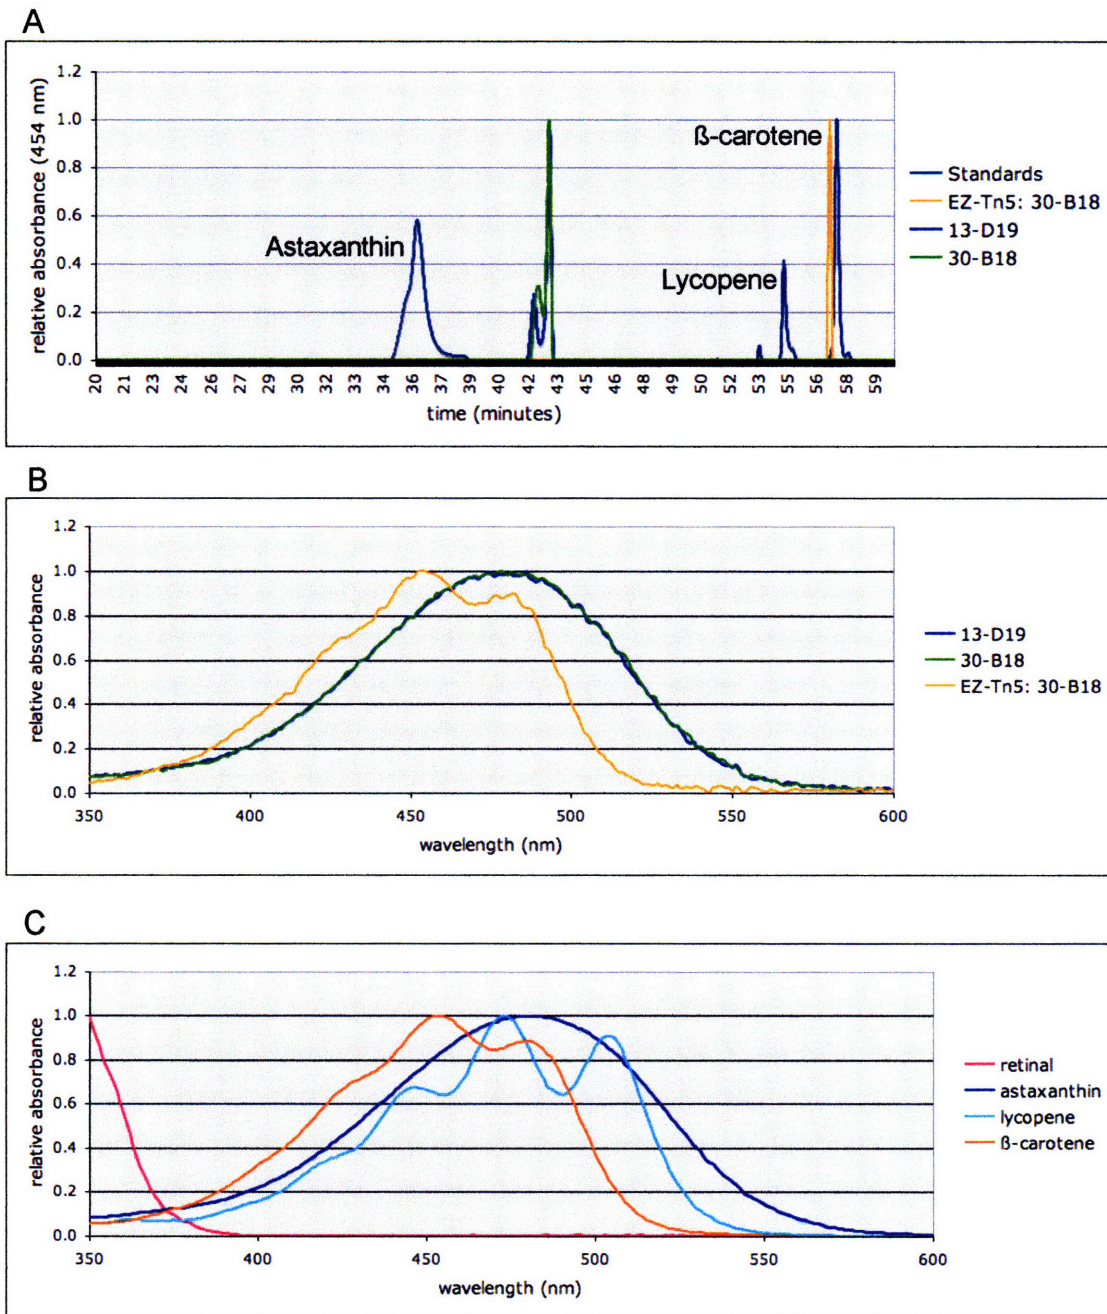 A
1.2
1.0
0.8
0.6
0.4
0.2
0.0
relative absorbance (454 nm)
Astaxanthin
Lycopene
ß-carotene
20 21 22 23 24 26 27 28 29 30 32 33 34 36 37 39 40 42 43 45 46 48 49 50 52 53 55 56 58 59
time (minutes)
Standards
EZ-Tn5: 30-B18
13-D19
30-B18
B
1.2
1.0
0.8
0.6
0.4
0.2
0.0
relative absorbance
350 400 450 500 550 600
wavelength (nm)
13-D19
30-B18
EZ-Tn5: 30-B18
C
1.2
1.0
0.8
0.6
0.4
0.2
0.0
relative absorbance
350 400 450 500 550 600
wavelength (nm)
retinal
astaxanthin
lycopene
ß-carotene